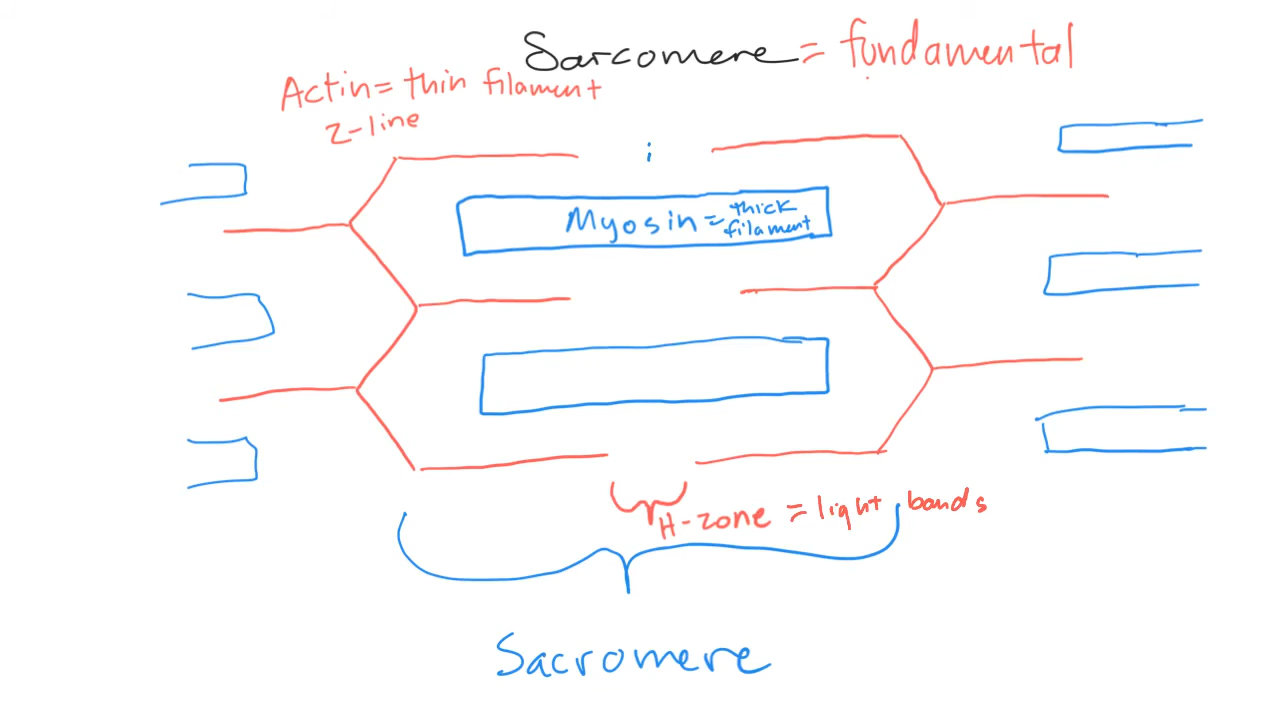 Sarcomere = fundamental
Actin = thin filament
Z-line
i
Myosin = thick filament
H-zone = light bands
Sacromere